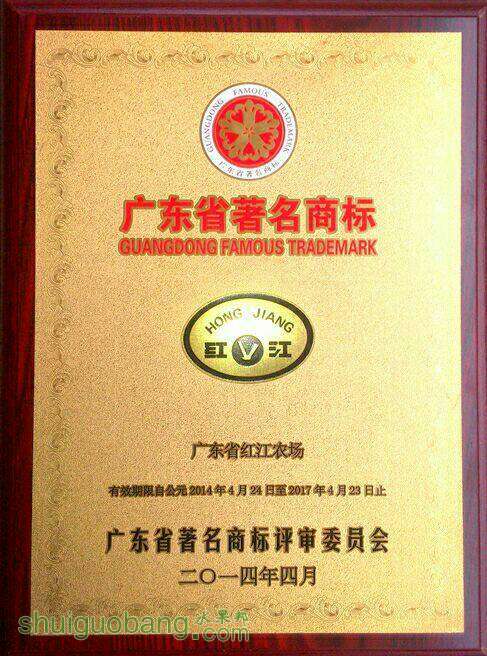 GUANGDONG FAMOUS TRADEMARK
广东省著名商标
广东省著名商标
GUANGDONG FAMOUS TRADEMARK
HONG JIANG
红 江
广东省红江农场
有效期限自公元2014年4月24日至2017年4月23日止
广东省著名商标评审委员会
二〇一四年四月
shuiguobang.com
水果邦